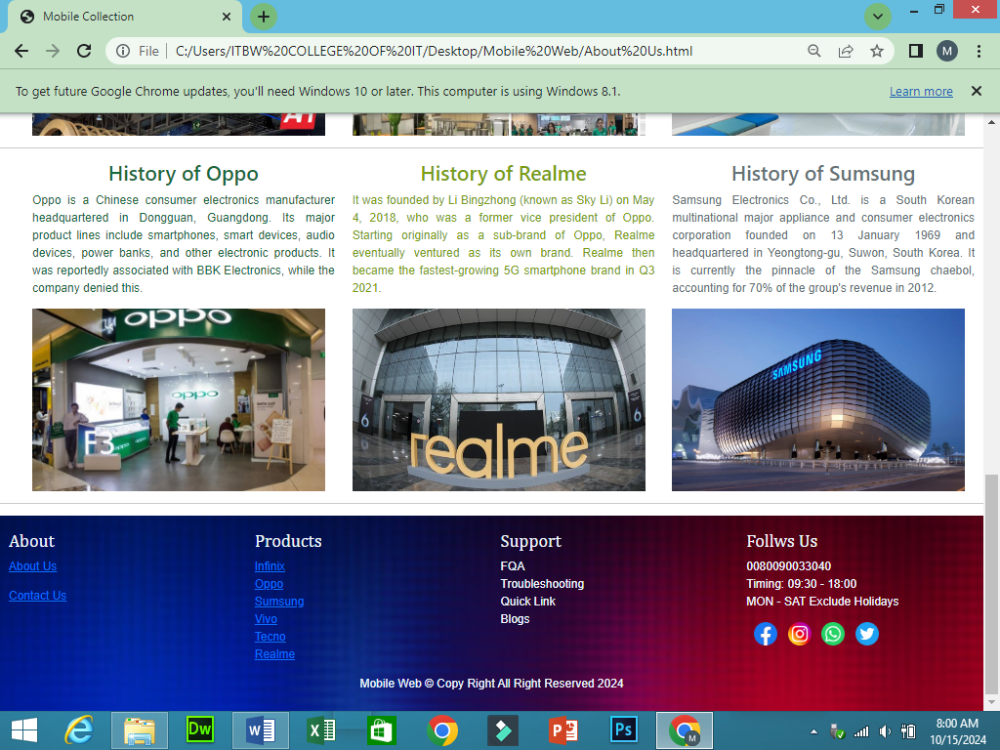 Mobile Collection
File
C:/Users/ITBW%20COLLEGE%20OF%20IT/Desktop/Mobile%20Web/About%20Us.html
M
To get future Google Chrome updates, you'll need Windows 10 or later. This computer is using Windows 8.1.
Learn more
History of Oppo
Oppo is a Chinese consumer electronics manufacturer
headquartered in Dongguan, Guangdong. Its major
product lines include smartphones, smart devices, audio
devices, power banks, and other electronic products. It
was reportedly associated with BBK Electronics, while the
company denied this.
oppo
oppo
F3
History of Realme
It was founded by Li Bingzhong (known as Sky Li) on May
4, 2018, who was a former vice president of Oppo.
Starting originally as a sub-brand of Oppo, Realme
eventually ventured as its own brand. Realme then
became the fastest-growing 5G smartphone brand in Q3
2021.
6
6
realme
History of Sumsung
Samsung Electronics Co., Ltd. is a South Korean
multinational major appliance and consumer electronics
corporation founded on 13 January 1969 and
headquartered in Yeongtong-gu, Suwon, South Korea. It
is currently the pinnacle of the Samsung chaebol,
accounting for 70% of the group's revenue in 2012.
SAMSUNG
About
About Us
Contact Us
Products
Infinix
Oppo
Sumsung
Vivo
Tecno
Realme
Support
FQA
Troubleshooting
Quick Link
Blogs
Follws Us
0080090033040
Timing: 09:30 - 18:00
MON - SAT Exclude Holidays
Mobile Web © Copy Right All Right Reserved 2024
Dw
W
X
P
Ps
M
8:00 AM
10/15/2024